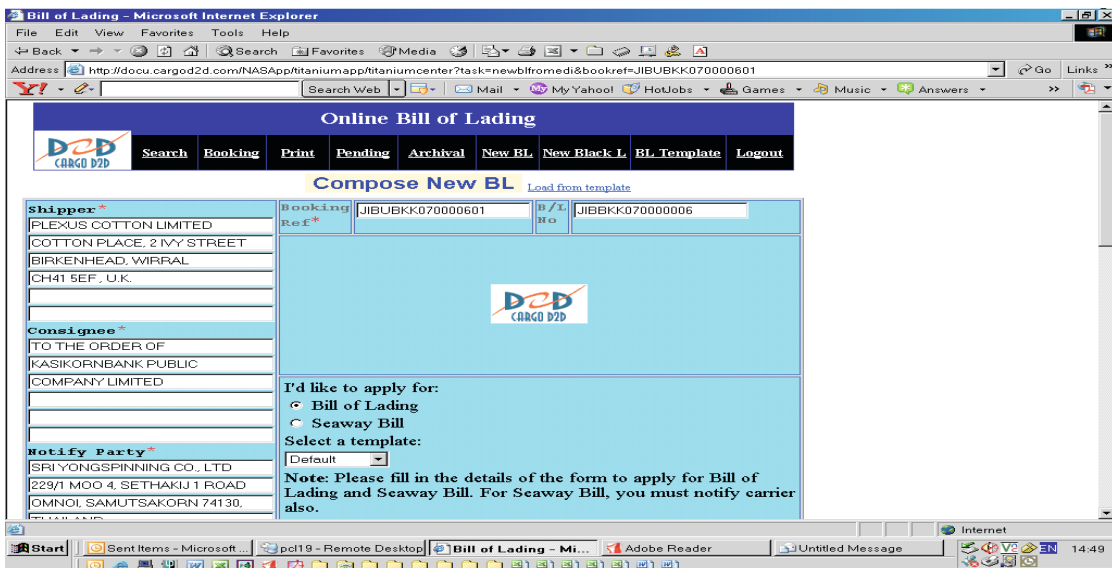 Bill of Lading - Microsoft Internet Explorer
File Edit View Favorites Tools Help
Back Search Favorites Media
Address http://docu.cargod2d.com/NASApp/titaniumapp/titaniumcenter?task=newblfromedi&bookref=JIBUBKK070000601 Go Links »
Y! Search Web Mail My Yahoo! HotJobs Games Music Answers »
Online Bill of Lading
D2D CARGO D2D Search Booking Print Pending Archival New BL New Black L BL Template Logout
Compose New BL Load from template
Shipper*
PLEXUS COTTON LIMITED
COTTON PLACE, 2 IVY STREET
BIRKENHEAD, WIRRAL
CH41 5EF, U.K.
Consignee*
TO THE ORDER OF
KASIKORNBANK PUBLIC
COMPANY LIMITED
Notify Party*
SRI YONGSPINNING CO., LTD
229/1 MOO 4, SETHAKIJ 1 ROAD
OMNOI, SAMUTSAKORN 74130,
THAILAND
Booking Ref* JIBUBKK070000601 B/L No JIBBKK070000006
D2D
CARGO D2D
I'd like to apply for:
Bill of Lading
Seaway Bill
Select a template:
Default
Note: Please fill in the details of the form to apply for Bill of
Lading and Seaway Bill. For Seaway Bill, you must notify carrier
also.
Internet
Start Sent Items - Microsoft ... pcl19 - Remote Desktop Bill of Lading - Mi... Adobe Reader Untitled Message V2 EN 14:49